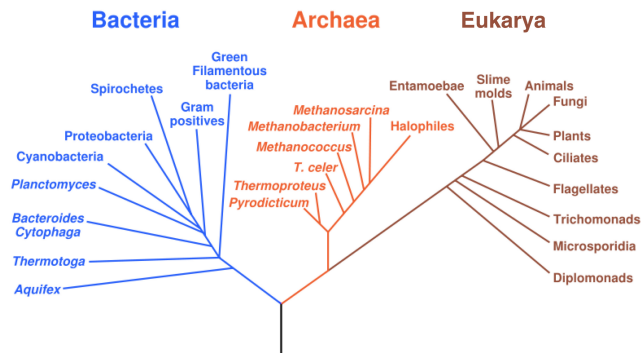 Bacteria
Archaea
Eukarya
Green
Filamentous
bacteria
Spirochetes
Gram
positives
Proteobacteria
Cyanobacteria
Planctomyces
Bacteroides
Cytophaga
Thermotoga
Aquifex
Methanosarcina
Methanobacterium
Halophiles
Methanococcus
T. celer
Thermoproteus
Pyrodicticum
Entamoebae
Slime
molds
Animals
Fungi
Plants
Ciliates
Flagellates
Trichomonads
Microsporidia
Diplomonads